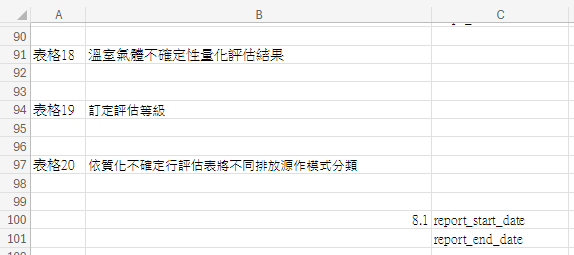 A B C
90
91 表格18 溫室氣體不確定性量化評估結果
92
93
94 表格19 訂定評估等級
95
96
97 表格20 依質化不確定行評估表將不同排放源作模式分類
98
99
100 8.1 report_start_date
101 report_end_date